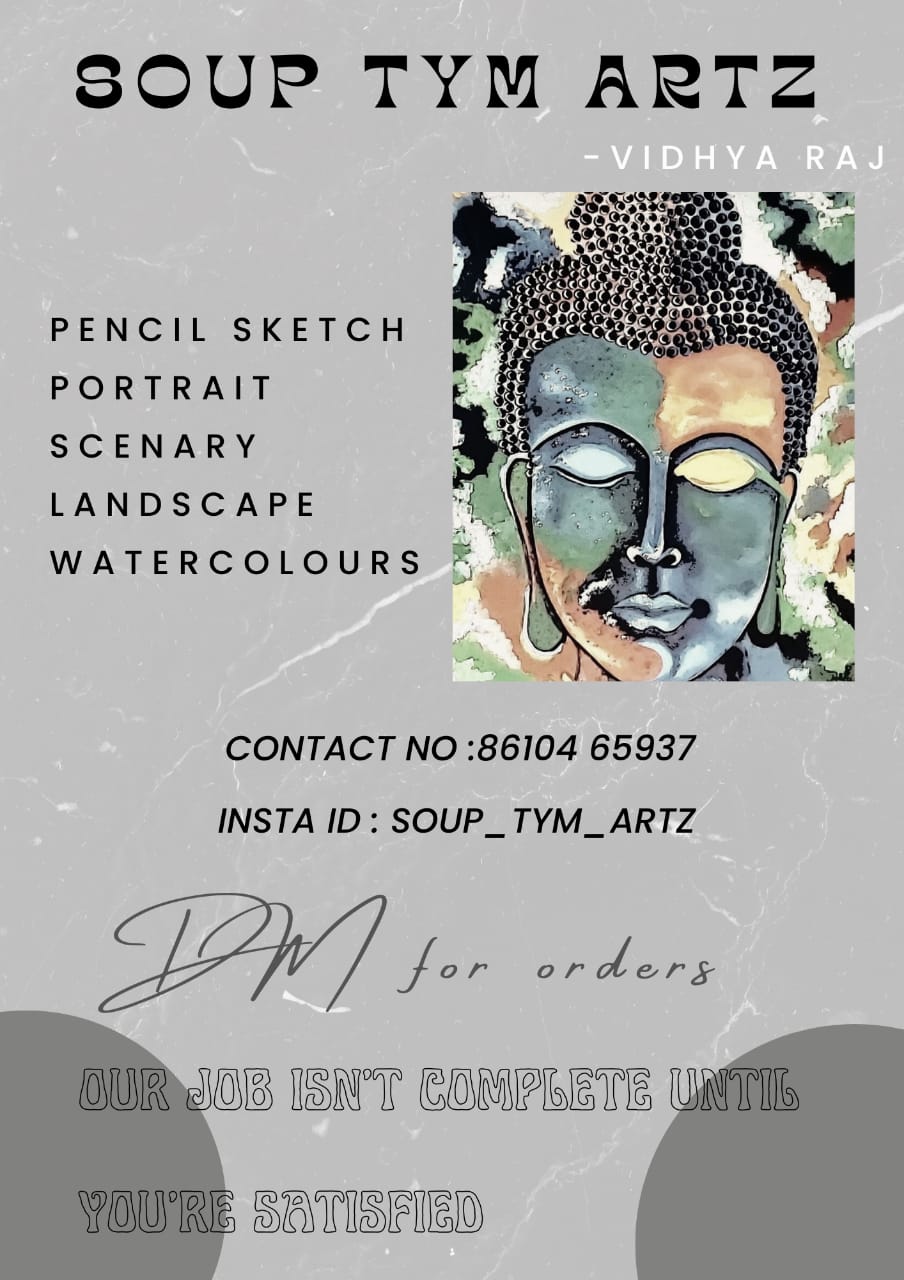 SOUP TYM ARTZ
-VIDHYA RAJ
PENCIL SKETCH
PORTRAIT
SCENARY
LANDSCAPE
WATERCOLOURS
CONTACT NO :86104 65937
INSTA ID : SOUP_TYM_ARTZ
DM for orders
OUR JOB ISN'T COMPLETE UNTIL
YOU'RE SATISFIED